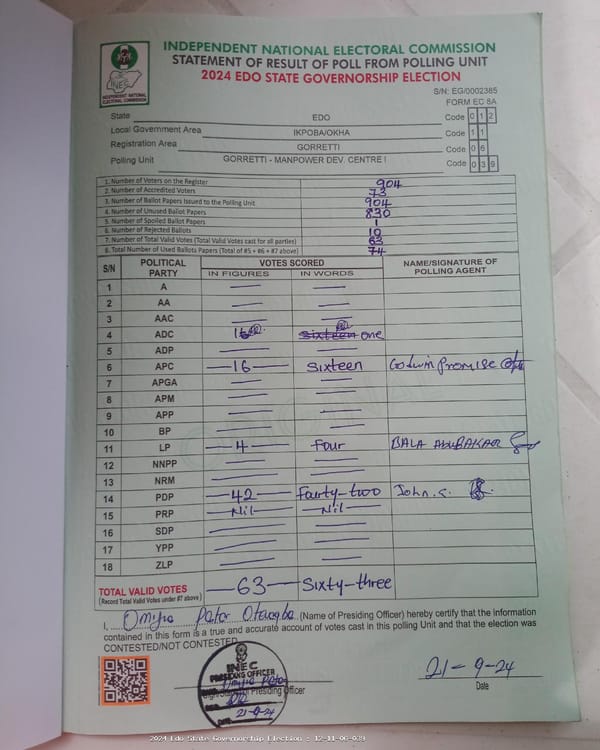 INDEPENDENT NATIONAL ELECTORAL COMMISSION
STATEMENT OF RESULT OF POLL FROM POLLING UNIT
2024 EDO STATE GOVERNORSHIP ELECTION
INEC
INDEPENDENT NATIONAL
ELECTORAL COMMISSION
S/N: EG/0002385
FORM EC 8A
State EDO Code 0 1 2
Local Government Area IKPOBA/OKHA Code 1 1
Registration Area GORRETTI Code 0 6
Polling Unit GORRETTI - MANPOWER DEV. CENTRE I Code 0 3 9
1. Number of Voters on the Register 904
2. Number of Accredited Voters 73
3. Number of Ballot Papers Issued to the Polling Unit 904
4. Number of Unused Ballot Papers 830
5. Number of Spoiled Ballot Papers 1
6. Number of Rejected Ballots 10
7. Number of Total Valid Votes (Total Valid Votes cast for all parties) 63
8. Total Number of Used Ballots Papers (Total of #5 + #6 + #7 above) 74
S/N POLITICAL PARTY VOTES SCORED NAME/SIGNATURE OF POLLING AGENT
IN FIGURES IN WORDS
1 A
2 AA
3 AAC
4 ADC 1 sixteen one
5 ADP
6 APC 16 Sixteen Godwin Promise
7 APGA
8 APM
9 APP
10 BP
11 LP 4 Four BALA AbuBAKAR
12 NNPP
13 NRM
14 PDP 42 Fourty-two John .S.
15 PRP Nil Nil
16 SDP
17 YPP
18 ZLP
TOTAL VALID VOTES 63 Sixty-three
(Record Total Valid Votes under #7 above)
I, (Name of Presiding Officer) hereby certify that the information
contained in this form is a true and accurate account of votes cast in this polling Unit and that the election was
CONTESTED/NOT CONTESTED
INEC
PRESIDING OFFICER
21-9-24
Presiding Officer
21-9-24
Date
2024 Edo State Governorship Election : 12-11-06-039